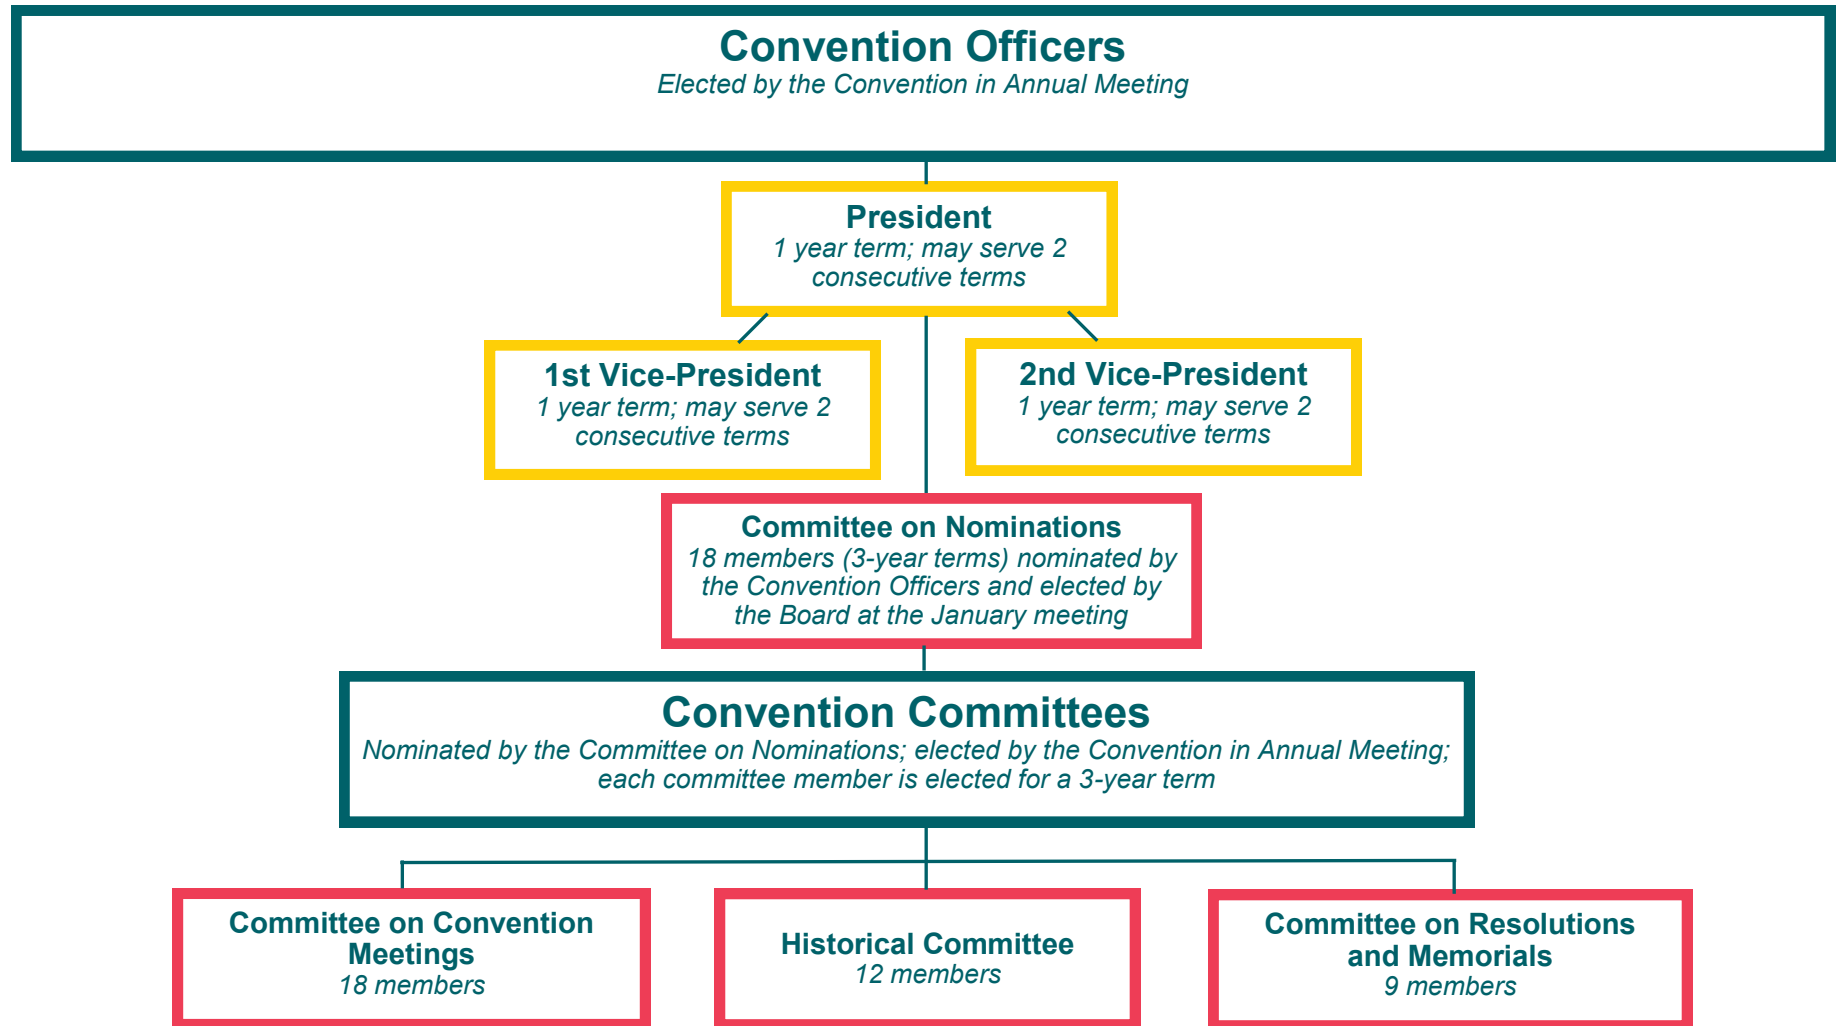 Convention Officers
Elected by the Convention in Annual Meeting
President
1 year term; may serve 2
consecutive terms
1st Vice-President
1 year term; may serve 2
consecutive terms
2nd Vice-President
1 year term; may serve 2
consecutive terms
Committee on Nominations
18 members (3-year terms) nominated by
the Convention Officers and elected by
the Board at the January meeting
Convention Committees
Nominated by the Committee on Nominations; elected by the Convention in Annual Meeting;
each committee member is elected for a 3-year term
Committee on Convention
Meetings
18 members
Historical Committee
12 members
Committee on Resolutions
and Memorials
9 members